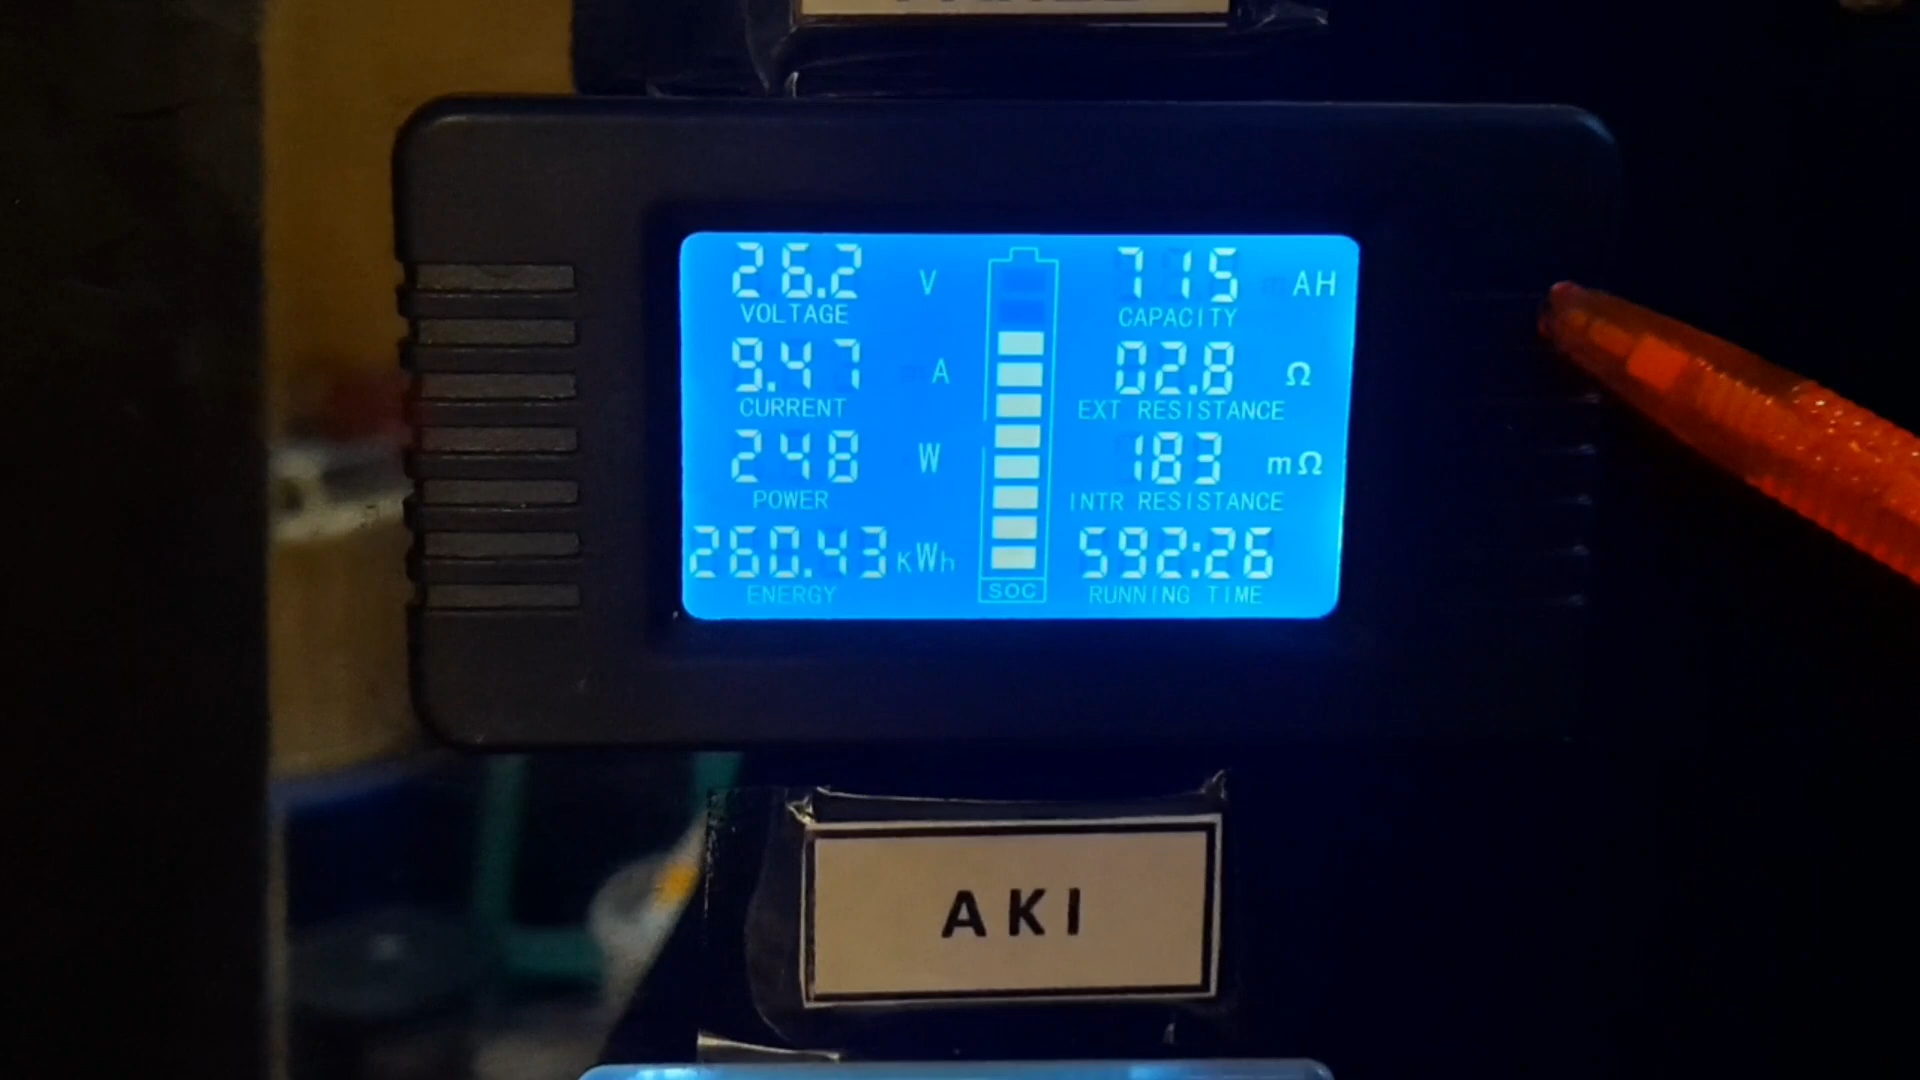 26.2 V
VOLTAGE
9.47 A
CURRENT
248 W
POWER
260.43 KWh
ENERGY
SOC
715 AH
CAPACITY
02.8 Ω
EXT RESISTANCE
183 mΩ
INTR RESISTANCE
592:26
RUNNING TIME
AKI